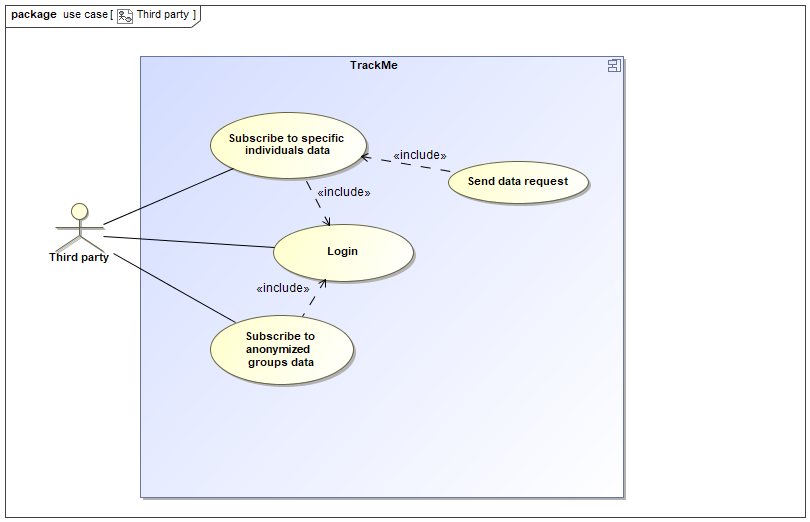 package use case [ Third party ]
TrackMe
Subscribe to specific
individuals data
«include»
Send data request
«include»
Login
Third party
«include»
Subscribe to
anonymized
groups data